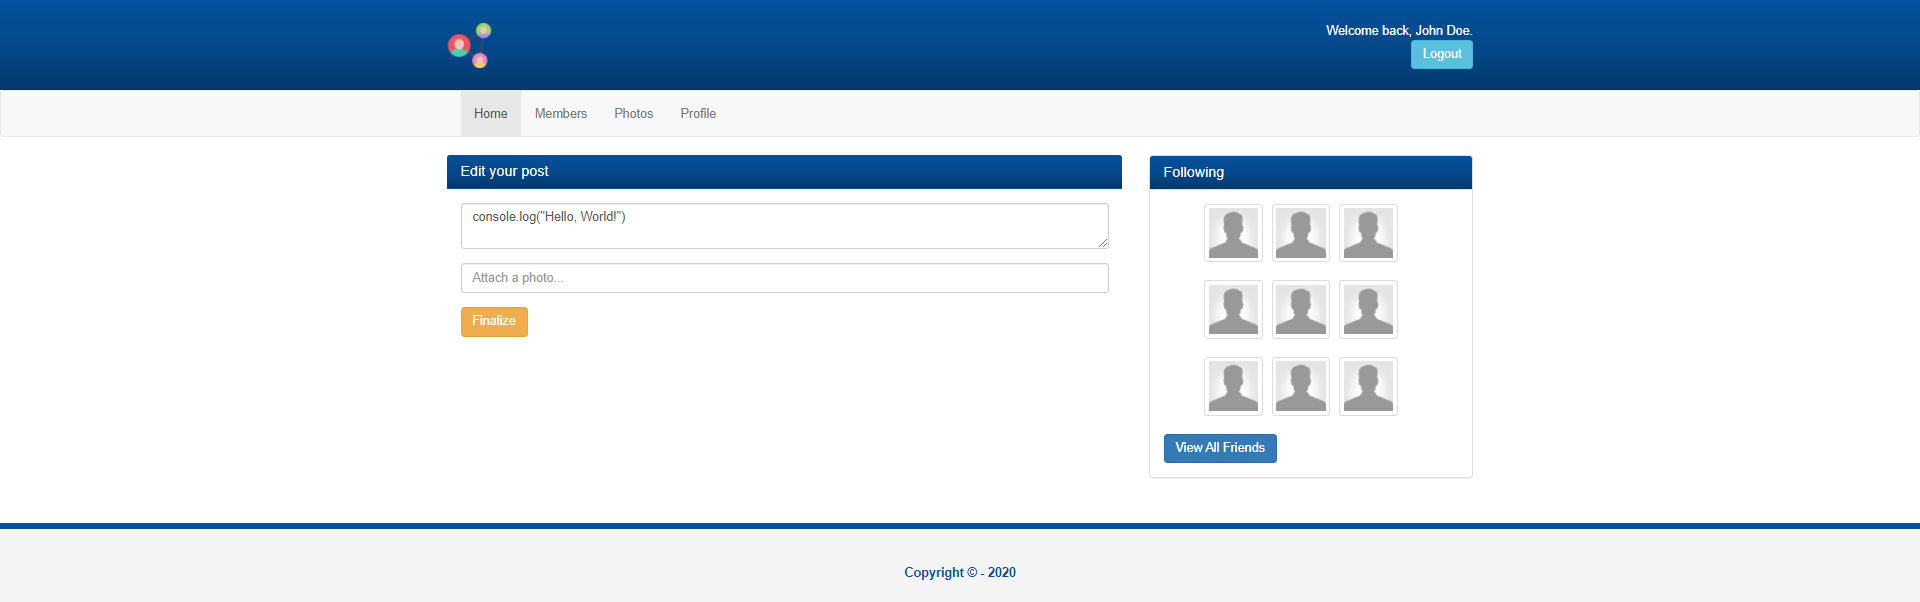 Welcome back, John Doe.
Logout
Home Members Photos Profile
Edit your post
console.log("Hello, World!")
Attach a photo...
Finalize
Following
View All Friends
Copyright © - 2020